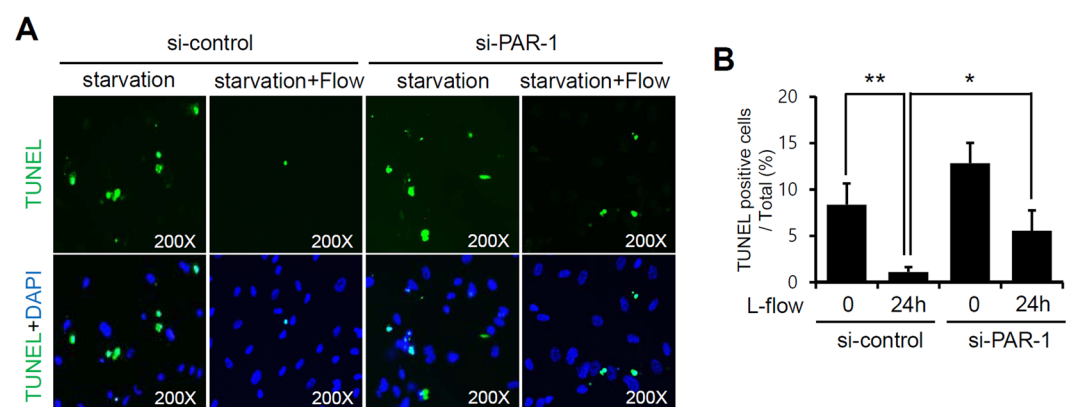 A
si-control si-PAR-1
starvation starvation+Flow starvation starvation+Flow
TUNEL
200X 200X 200X 200X
TUNEL+DAPI
200X 200X 200X 200X
B
** *
TUNEL positive cells
/ Total (%)
20
15
10
5
0
L-flow 0 24h 0 24h
si-control si-PAR-1